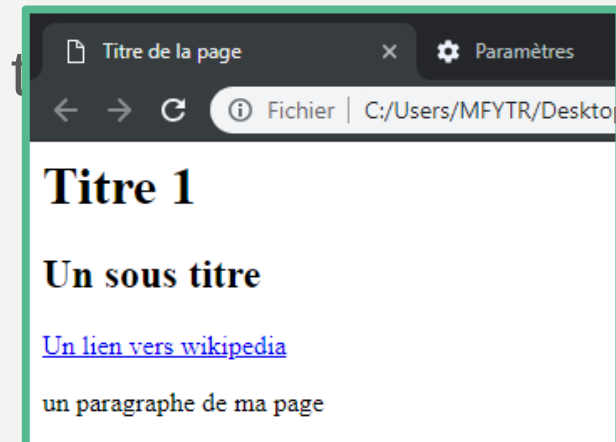 t
Titre de la page × Paramètres
Fichier | C:/Users/MFYTR/Deskto
Titre 1
Un sous titre
Un lien vers wikipedia
un paragraphe de ma page